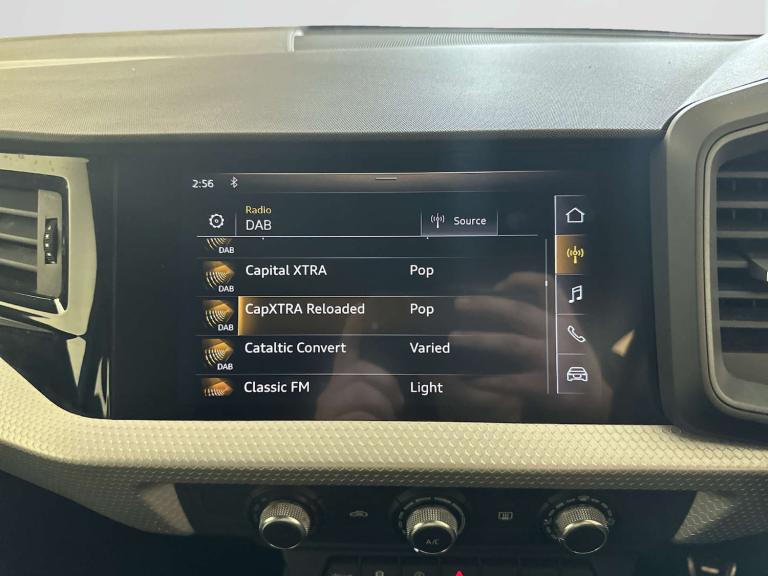 2:56
Radio
DAB
Source
DAB
Capital XTRA Pop
DAB
CapXTRA Reloaded Pop
DAB
Cataltic Convert Varied
DAB
Classic FM Light
A/C